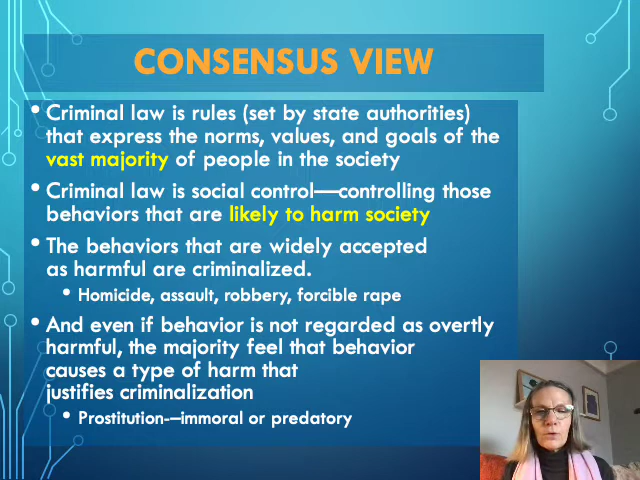 CONSENSUS VIEW
• Criminal law is rules (set by state authorities)
that express the norms, values, and goals of the
vast majority of people in the society
• Criminal law is social control—controlling those
behaviors that are likely to harm society
• The behaviors that are widely accepted
as harmful are criminalized.
• Homicide, assault, robbery, forcible rape
• And even if behavior is not regarded as overtly
harmful, the majority feel that behavior
causes a type of harm that
justifies criminalization
• Prostitution-–immoral or predatory